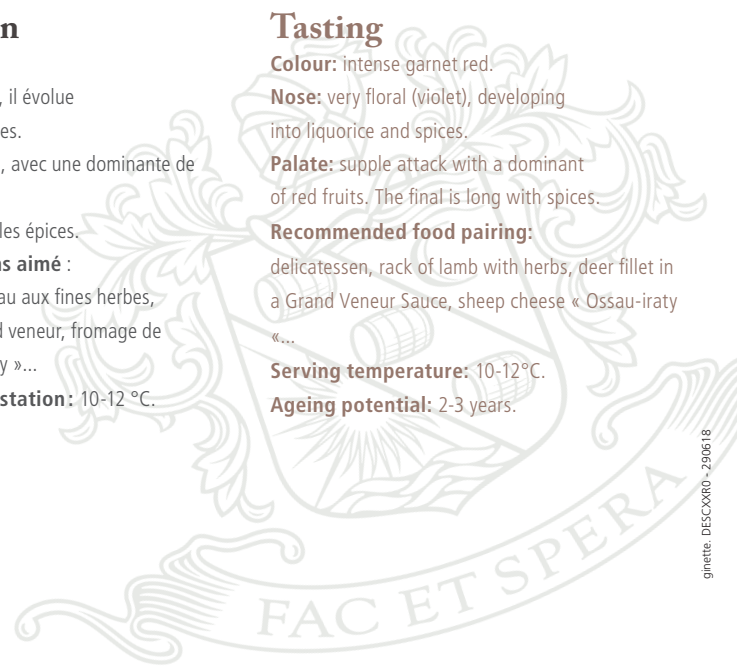 n
, il évolue
es.
, avec une dominante de
les épices.
s aimé :
au aux fines herbes,
d veneur, fromage de
y »...
station : 10-12 °C.
Tasting
Colour: intense garnet red.
Nose: very floral (violet), developing
into liquorice and spices.
Palate: supple attack with a dominant
of red fruits. The final is long with spices.
Recommended food pairing:
delicatessen, rack of lamb with herbs, deer fillet in
a Grand Veneur Sauce, sheep cheese « Ossau-iraty
«...
Serving temperature: 10-12°C.
Ageing potential: 2-3 years.
ginette. DESCXXR0 - 290618
FAC ET SPERA